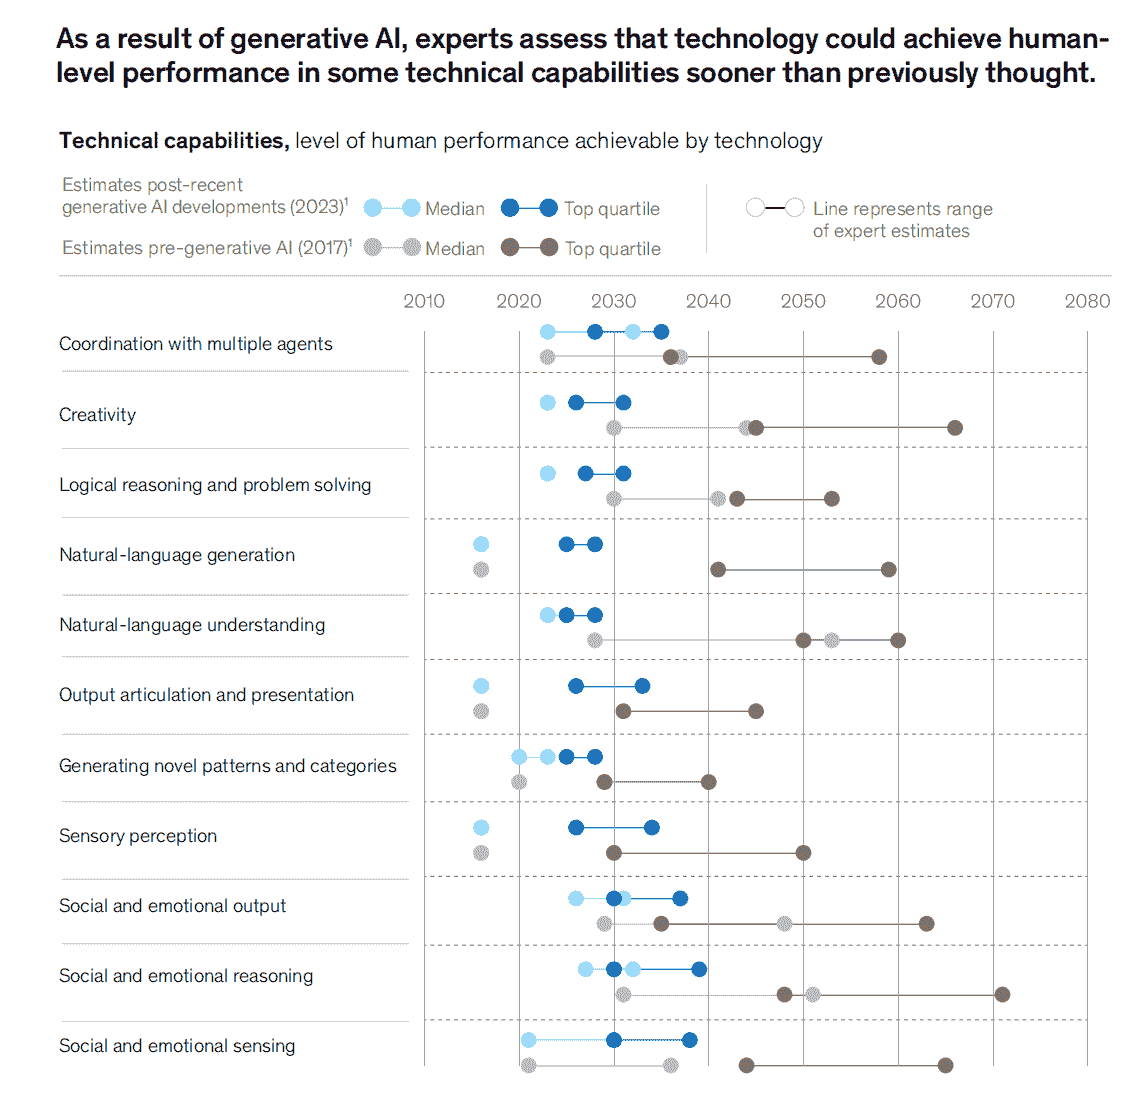 As a result of generative AI, experts assess that technology could achieve human-
level performance in some technical capabilities sooner than previously thought.
Technical capabilities, level of human performance achievable by technology
Estimates post-recent
generative AI developments (2023)¹ Median Top quartile
Estimates pre-generative AI (2017)¹ Median Top quartile
Line represents range
of expert estimates
2010 2020 2030 2040 2050 2060 2070 2080
Coordination with multiple agents
Creativity
Logical reasoning and problem solving
Natural-language generation
Natural-language understanding
Output articulation and presentation
Generating novel patterns and categories
Sensory perception
Social and emotional output
Social and emotional reasoning
Social and emotional sensing